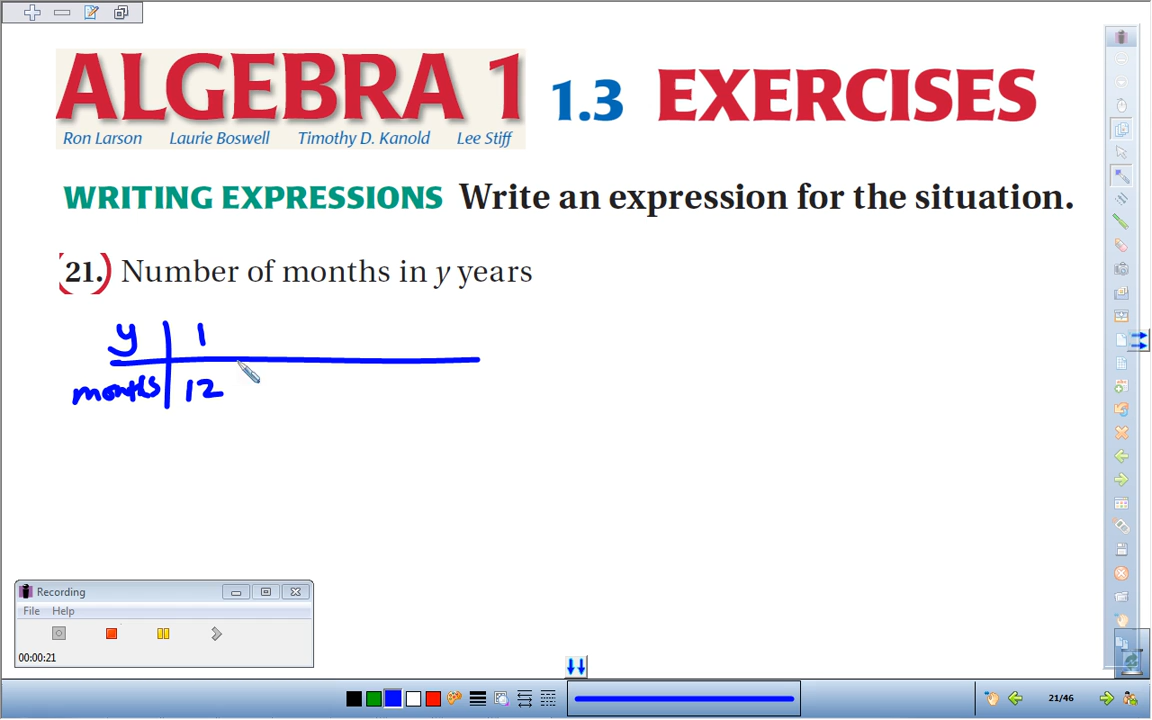 ALGEBRA 1 1.3 EXERCISES
Ron Larson Laurie Boswell Timothy D. Kanold Lee Stiff
WRITING EXPRESSIONS Write an expression for the situation.
21. Number of months in y years
y 1
months 12
Recording
File Help
00:00:21
21/46